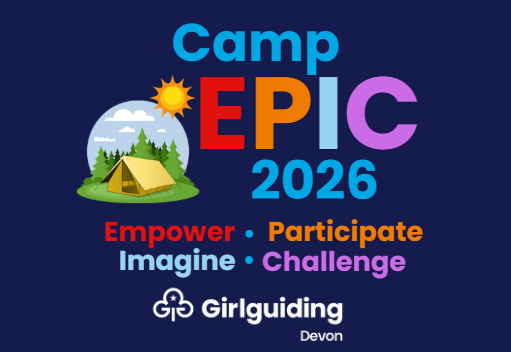 Camp
EPIC
2026
Empower • Participate
Imagine • Challenge
Girlguiding
Devon